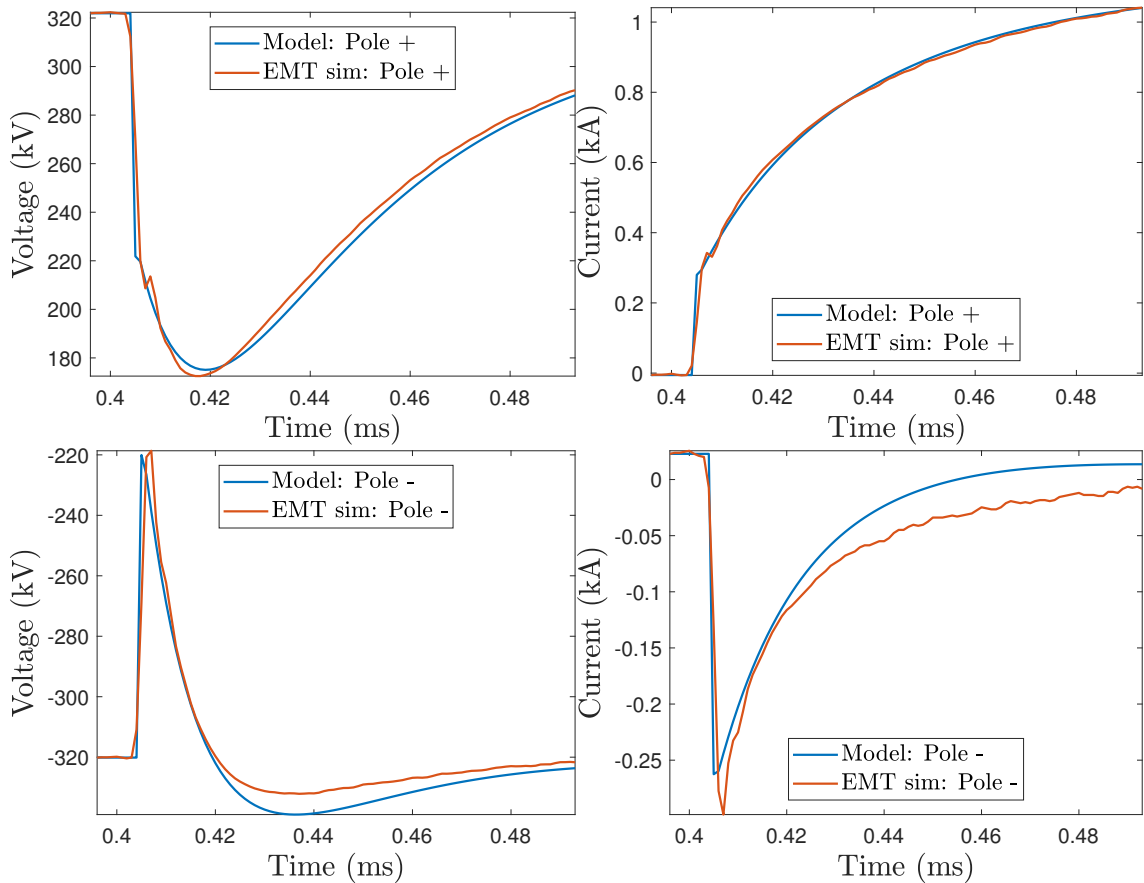 320
300
280
260
240
220
200
180
Voltage (kV)
Model: Pole +
EMT sim: Pole +
0.4
0.42
0.44
0.46
0.48
Time (ms)
1
0.8
0.6
0.4
0.2
0
Current (kA)
Model: Pole +
EMT sim: Pole +
0.4
0.42
0.44
0.46
0.48
Time (ms)
-220
-240
-260
-280
-300
-320
Voltage (kV)
Model: Pole -
EMT sim: Pole -
0.4
0.42
0.44
0.46
0.48
Time (ms)
0
-0.05
-0.1
-0.15
-0.2
-0.25
Current (kA)
Model: Pole -
EMT sim: Pole -
0.4
0.42
0.44
0.46
0.48
Time (ms)